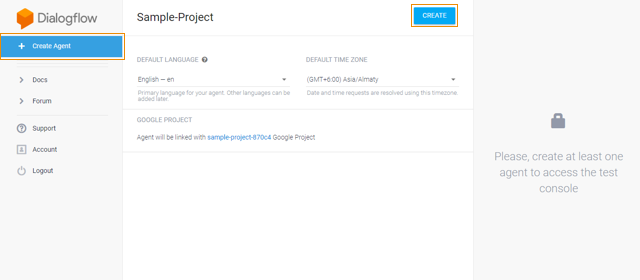 Dialogflow
Sample-Project
CREATE
Create Agent
Docs
Forum
Support
Account
Logout
DEFAULT LANGUAGE
English — en
Primary language for your agent. Other languages can be
added later.
DEFAULT TIME ZONE
(GMT+6:00) Asia/Almaty
Date and time requests are resolved using this timezone.
GOOGLE PROJECT
Agent will be linked with sample-project-870c4 Google Project
Please, create at least one
agent to access the test
console